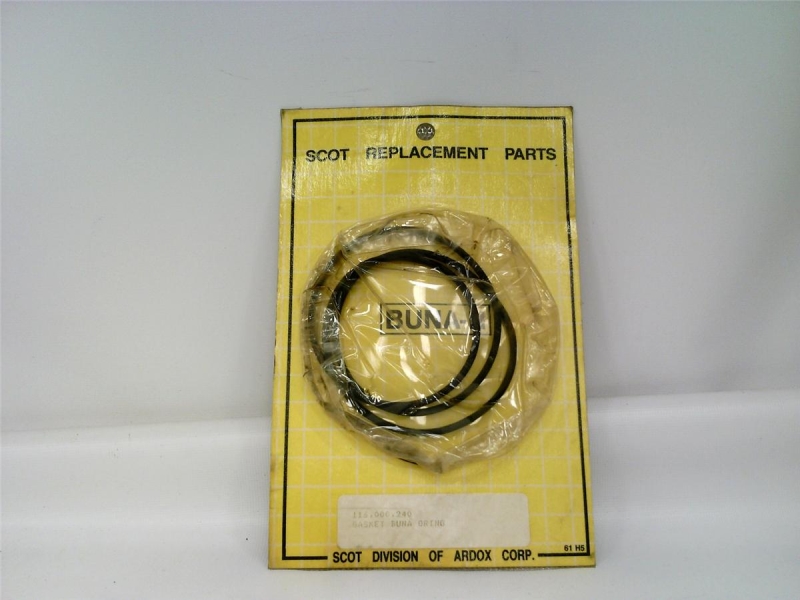 SCOT REPLACEMENT PARTS
BUNA-
GASKET BUNA ORING
61 H5
SCOT DIVISION OF ARDOX CORP.